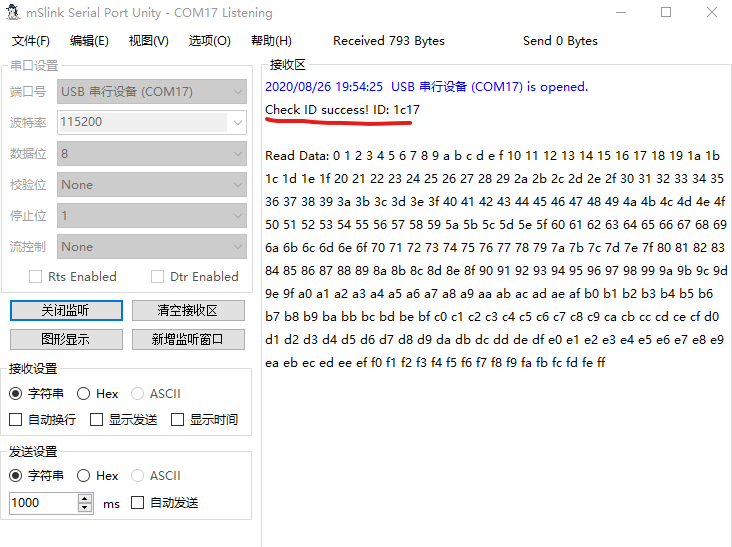 mSlink Serial Port Unity - COM17 Listening
文件(F) 编辑(E) 视图(V) 选项(O) 帮助(H) Received 793 Bytes Send 0 Bytes
串口设置
端口号 USB 串行设备 (COM17)
波特率 115200
数据位 8
校验位 None
停止位 1
流控制 None
Rts Enabled Dtr Enabled
关闭监听 清空接收区
图形显示 新增监听窗口
接收设置
字符串 Hex ASCII
自动换行 显示发送 显示时间
发送设置
字符串 Hex ASCII
1000 ms 自动发送
接收区
2020/08/26 19:54:25 USB 串行设备 (COM17) is opened.
Check ID success! ID: 1c17
Read Data: 0 1 2 3 4 5 6 7 8 9 a b c d e f 10 11 12 13 14 15 16 17 18 19 1a 1b
1c 1d 1e 1f 20 21 22 23 24 25 26 27 28 29 2a 2b 2c 2d 2e 2f 30 31 32 33 34 35
36 37 38 39 3a 3b 3c 3d 3e 3f 40 41 42 43 44 45 46 47 48 49 4a 4b 4c 4d 4e 4f
50 51 52 53 54 55 56 57 58 59 5a 5b 5c 5d 5e 5f 60 61 62 63 64 65 66 67 68 69
6a 6b 6c 6d 6e 6f 70 71 72 73 74 75 76 77 78 79 7a 7b 7c 7d 7e 7f 80 81 82 83
84 85 86 87 88 89 8a 8b 8c 8d 8e 8f 90 91 92 93 94 95 96 97 98 99 9a 9b 9c 9d
9e 9f a0 a1 a2 a3 a4 a5 a6 a7 a8 a9 aa ab ac ad ae af b0 b1 b2 b3 b4 b5 b6
b7 b8 b9 ba bb bc bd be bf c0 c1 c2 c3 c4 c5 c6 c7 c8 c9 ca cb cc cd ce cf d0
d1 d2 d3 d4 d5 d6 d7 d8 d9 da db dc dd de df e0 e1 e2 e3 e4 e5 e6 e7 e8 e9
ea eb ec ed ee ef f0 f1 f2 f3 f4 f5 f6 f7 f8 f9 fa fb fc fd fe ff